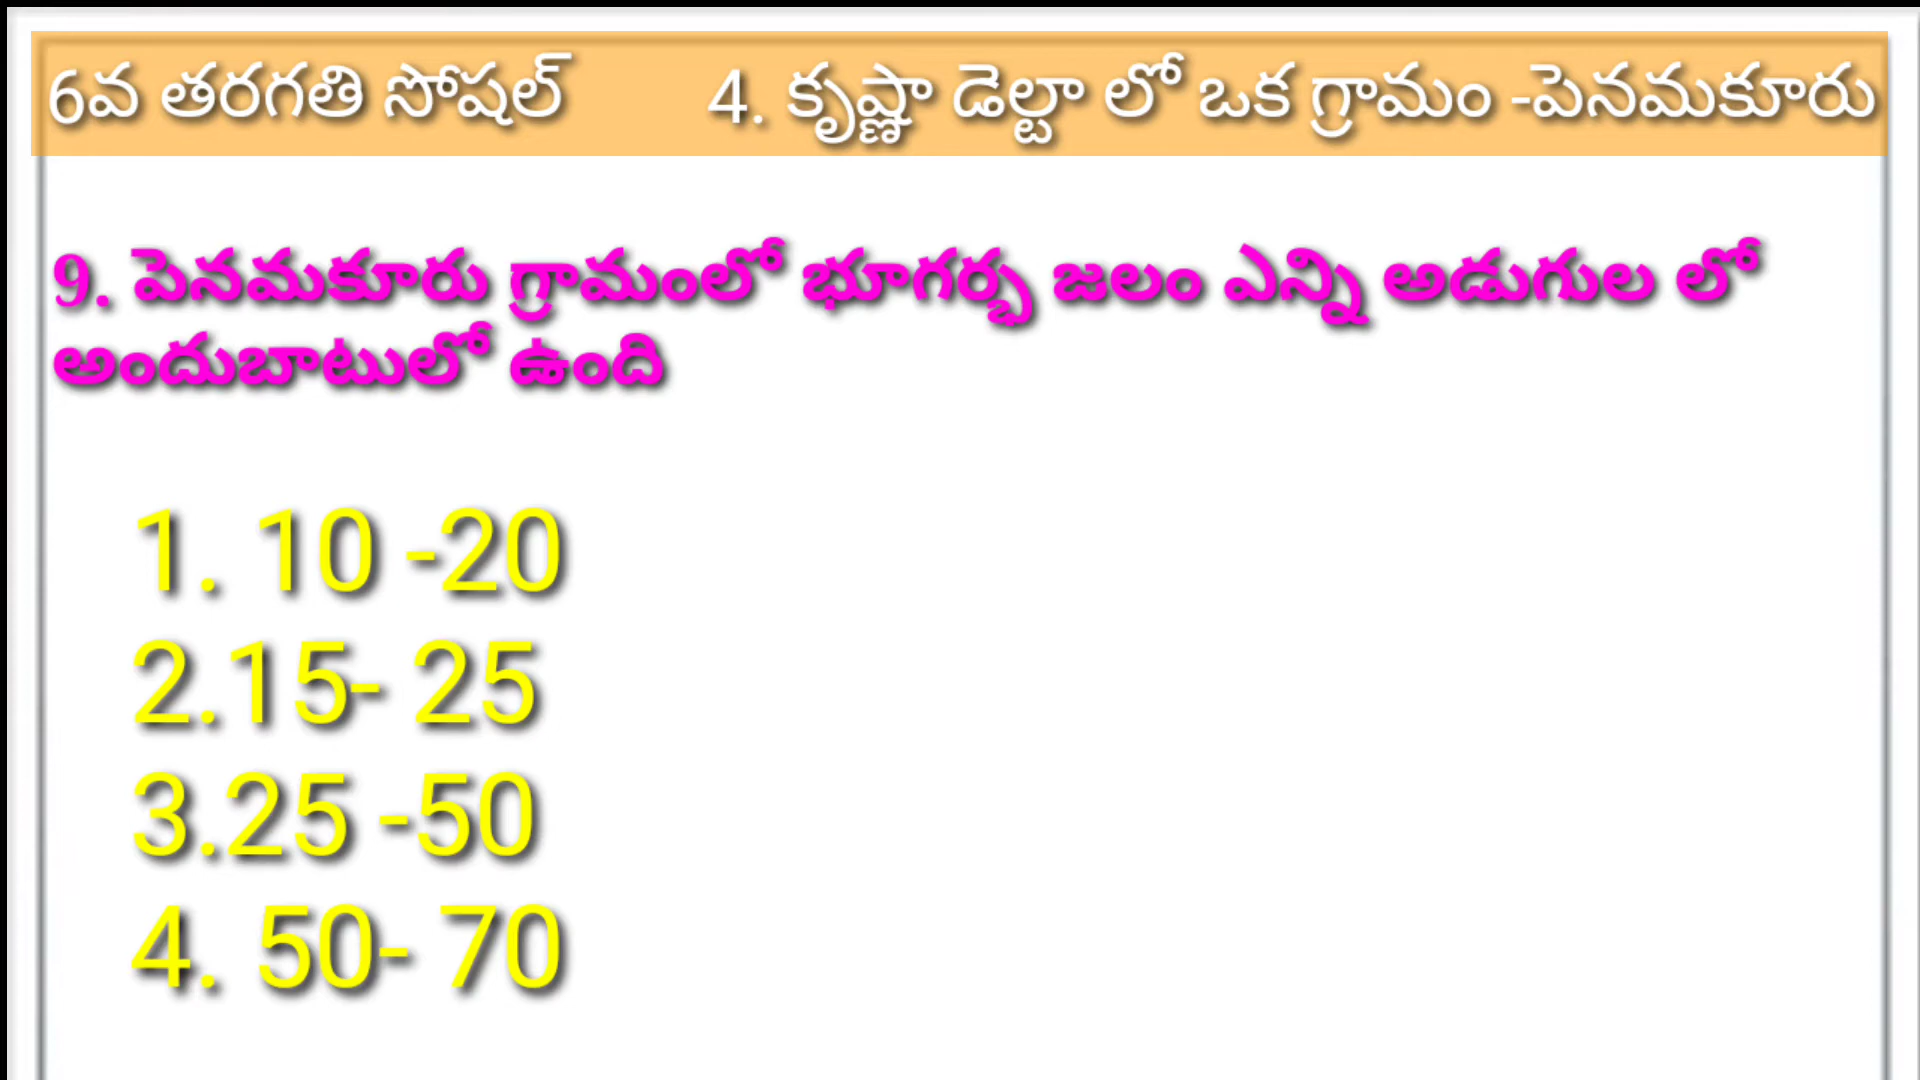 6వ తరగతి సోషల్ 4. కృష్ణా డెల్టా లో ఒక గ్రామం -పెనమకూరు
9. పెనమకూరు గ్రామంలో భూగర్భ జలం ఎన్ని అడుగుల లో
అందుబాటులో ఉంది
1. 10 -20
2.15- 25
3.25 -50
4. 50- 70